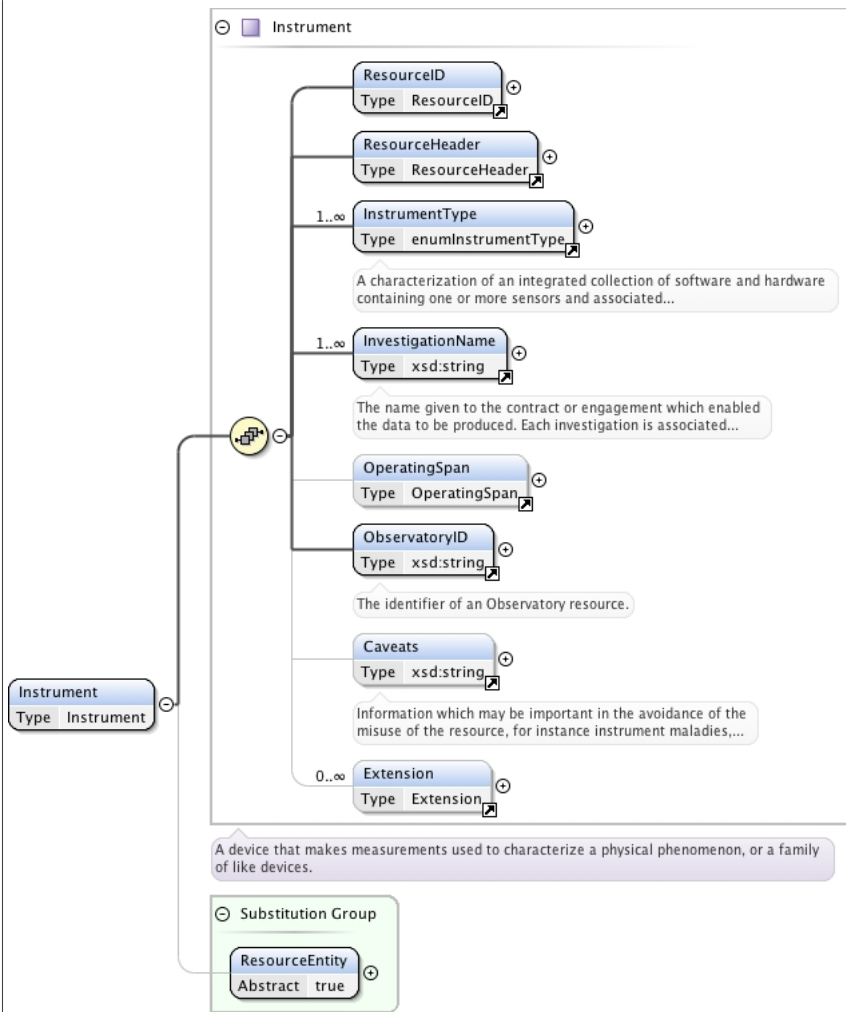 Instrument
ResourceID
Type ResourceID
ResourceHeader
Type ResourceHeader
1..∞ InstrumentType
Type enumInstrumentType
A characterization of an integrated collection of software and hardware
containing one or more sensors and associated...
1..∞ InvestigationName
Type xsd:string
The name given to the contract or engagement which enabled
the data to be produced. Each investigation is associated...
OperatingSpan
Type OperatingSpan
ObservatoryID
Type xsd:string
The identifier of an Observatory resource.
Caveats
Type xsd:string
Information which may be important in the avoidance of the
misuse of the resource, for instance instrument maladies,...
Instrument
Type Instrument
0..∞ Extension
Type Extension
A device that makes measurements used to characterize a physical phenomenon, or a family
of like devices.
Substitution Group
ResourceEntity
Abstract true